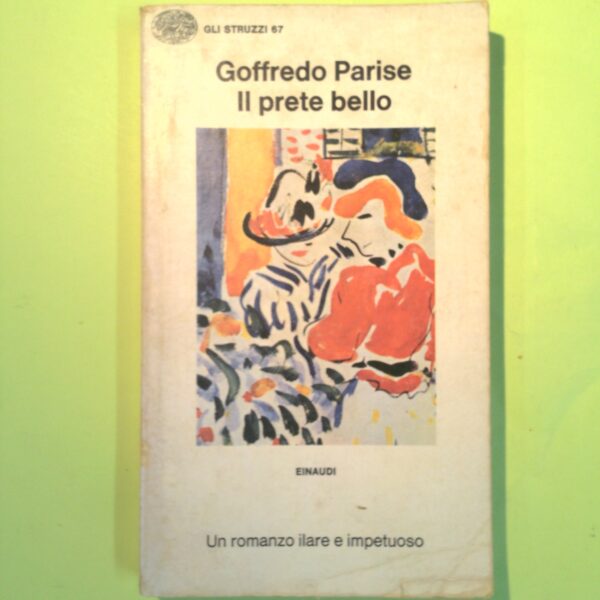 GLI STRUZZI 67
Goffredo Parise
Il prete bello
EINAUDI
Un romanzo ilare e impetuoso